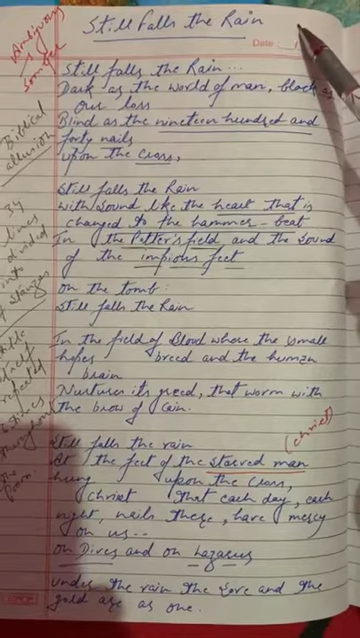 Still falls the Rain
Date :
Still falls the Rain...
Dark as the world of man, black as
our loss
Blind as the nineteen hundred and
forty nails
upon the Cross,
Still falls the Rain
with sound like the heart that is
changed to the hammer-beat
In the Potter's field and the sound
of the impious feet
on the tomb:
Still falls the Rain
In the field of Blood where the small
hopes breed and the human
brain
Nurtures its greed, that worm with
the brow of Cain.
Still falls the rain
(christ)
At the feet of the starved man
hung upon the Cross,
christ that each day, each
night, nails there, have mercy
on us..
on Dives and on Lazarus
under the rain the sore and the
gold are as one.
Biblical
allusion
34
lines
divided
into
stanzas